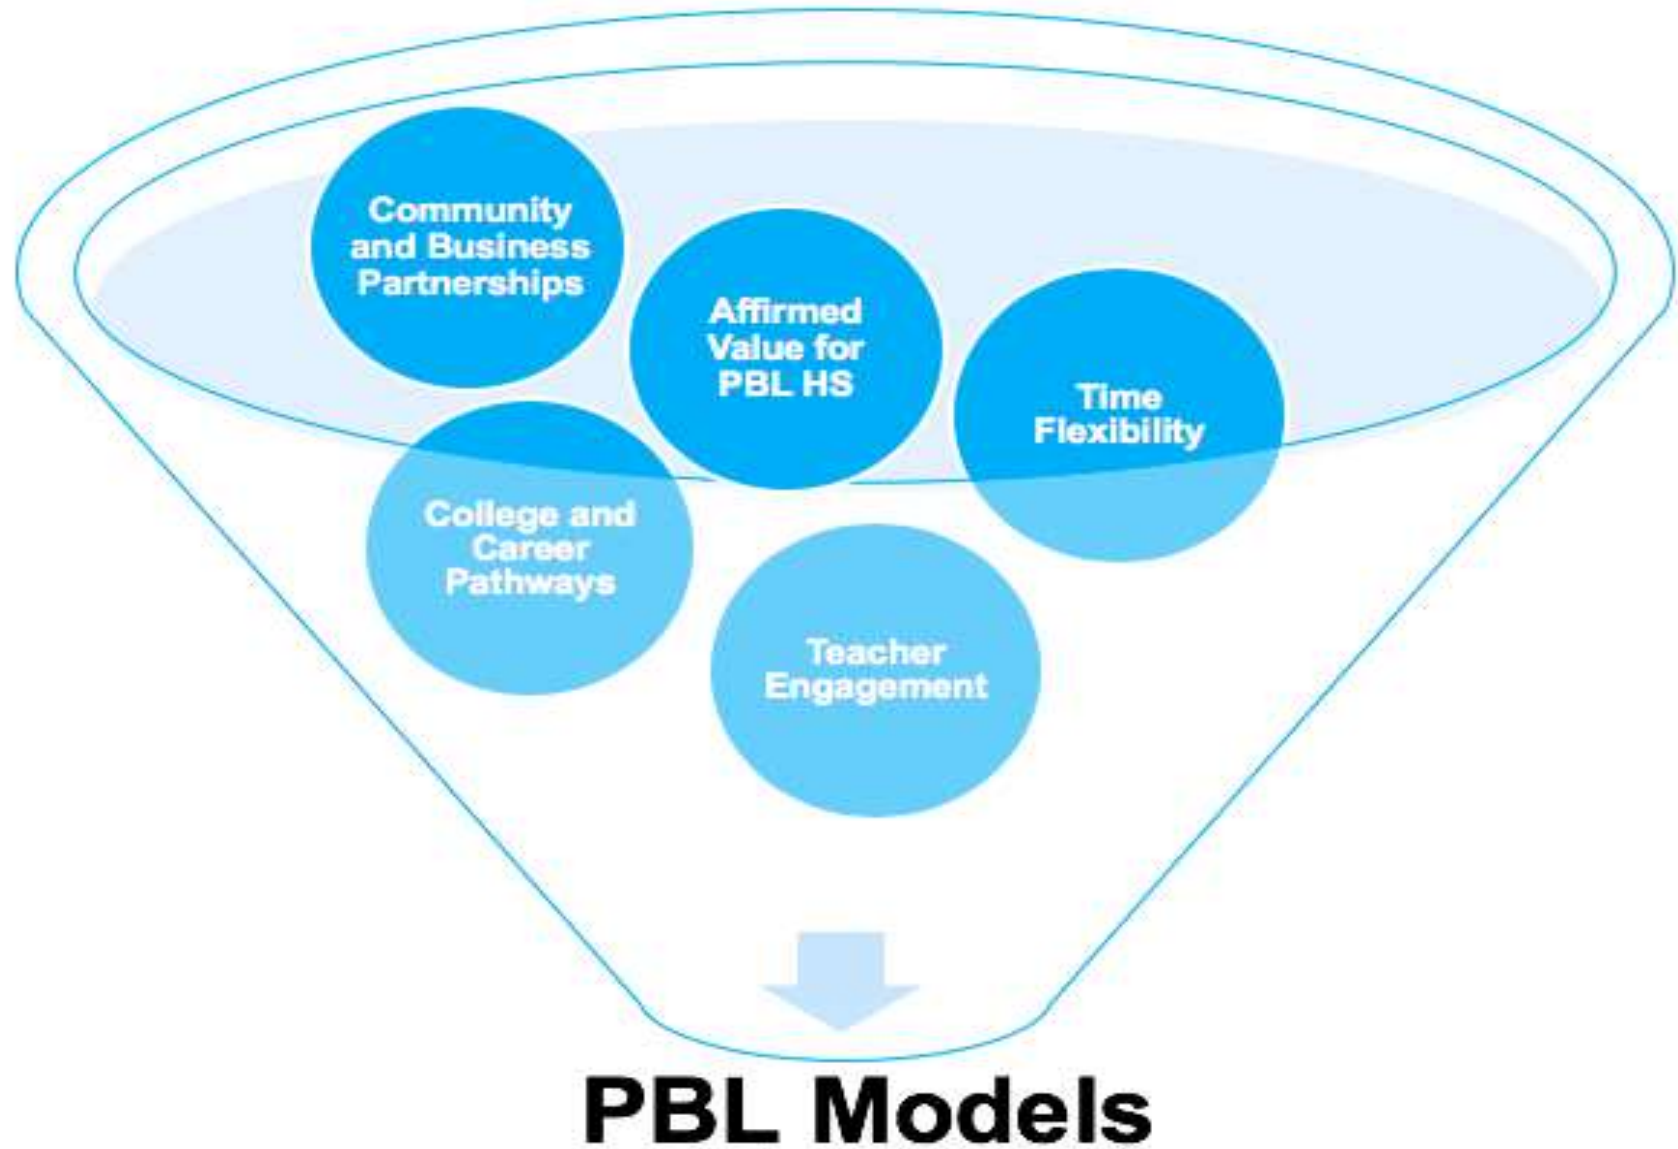 Community
and Business
Partnerships
Affirmed
Value for
PBL HS
Time
Flexibility
College and
Career
Pathways
Teacher
Engagement
PBL Models